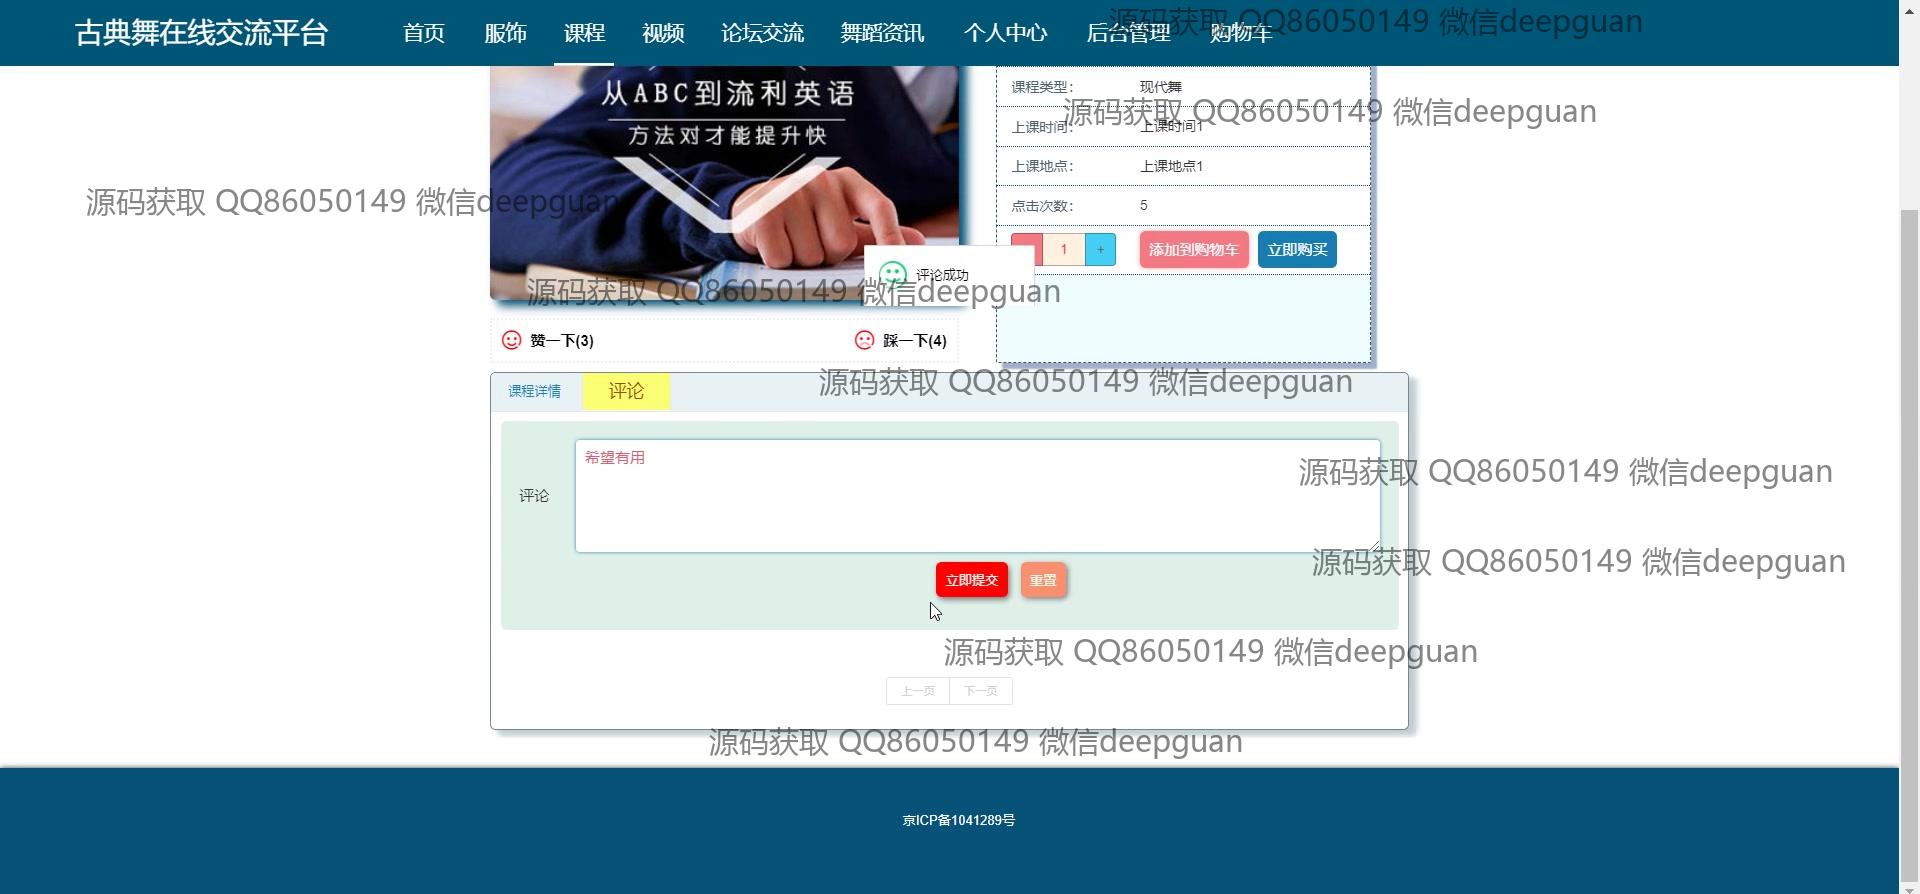 古典舞在线交流平台
首页 服饰 课程 视频 论坛交流 舞蹈资讯 个人中心 后台管理 购物车
源码获取 QQ86050149 微信deepguan
从ABC到流利英语
方法对才能提升快
课程类型： 现代舞
源码获取 QQ86050149 微信deepguan
上课时间： 上课时间1
上课地点： 上课地点1
源码获取 QQ86050149 微信deepguan
点击次数： 5
1 + 添加到购物车 立即购买
评论成功
源码获取 QQ86050149 微信deepguan
赞一下(3) 踩一下(4)
源码获取 QQ86050149 微信deepguan
课程详情 评论
希望有用
源码获取 QQ86050149 微信deepguan
评论
源码获取 QQ86050149 微信deepguan
立即提交 重置
源码获取 QQ86050149 微信deepguan
上一页 下一页
源码获取 QQ86050149 微信deepguan
京ICP备1041289号